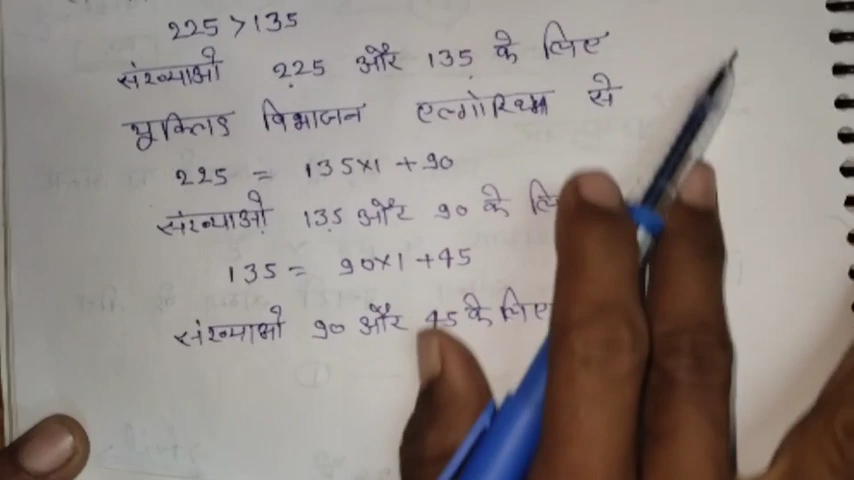 225 > 135
संख्याओ 225 और 135 के लिए
यूक्लिड विभाजन एल्गोरिथ्म से
225 = 135×1 + 90
संख्याओ 135 और 90 के
135 = 90×1 + 45
संख्याओ 90 और 45 के लिए